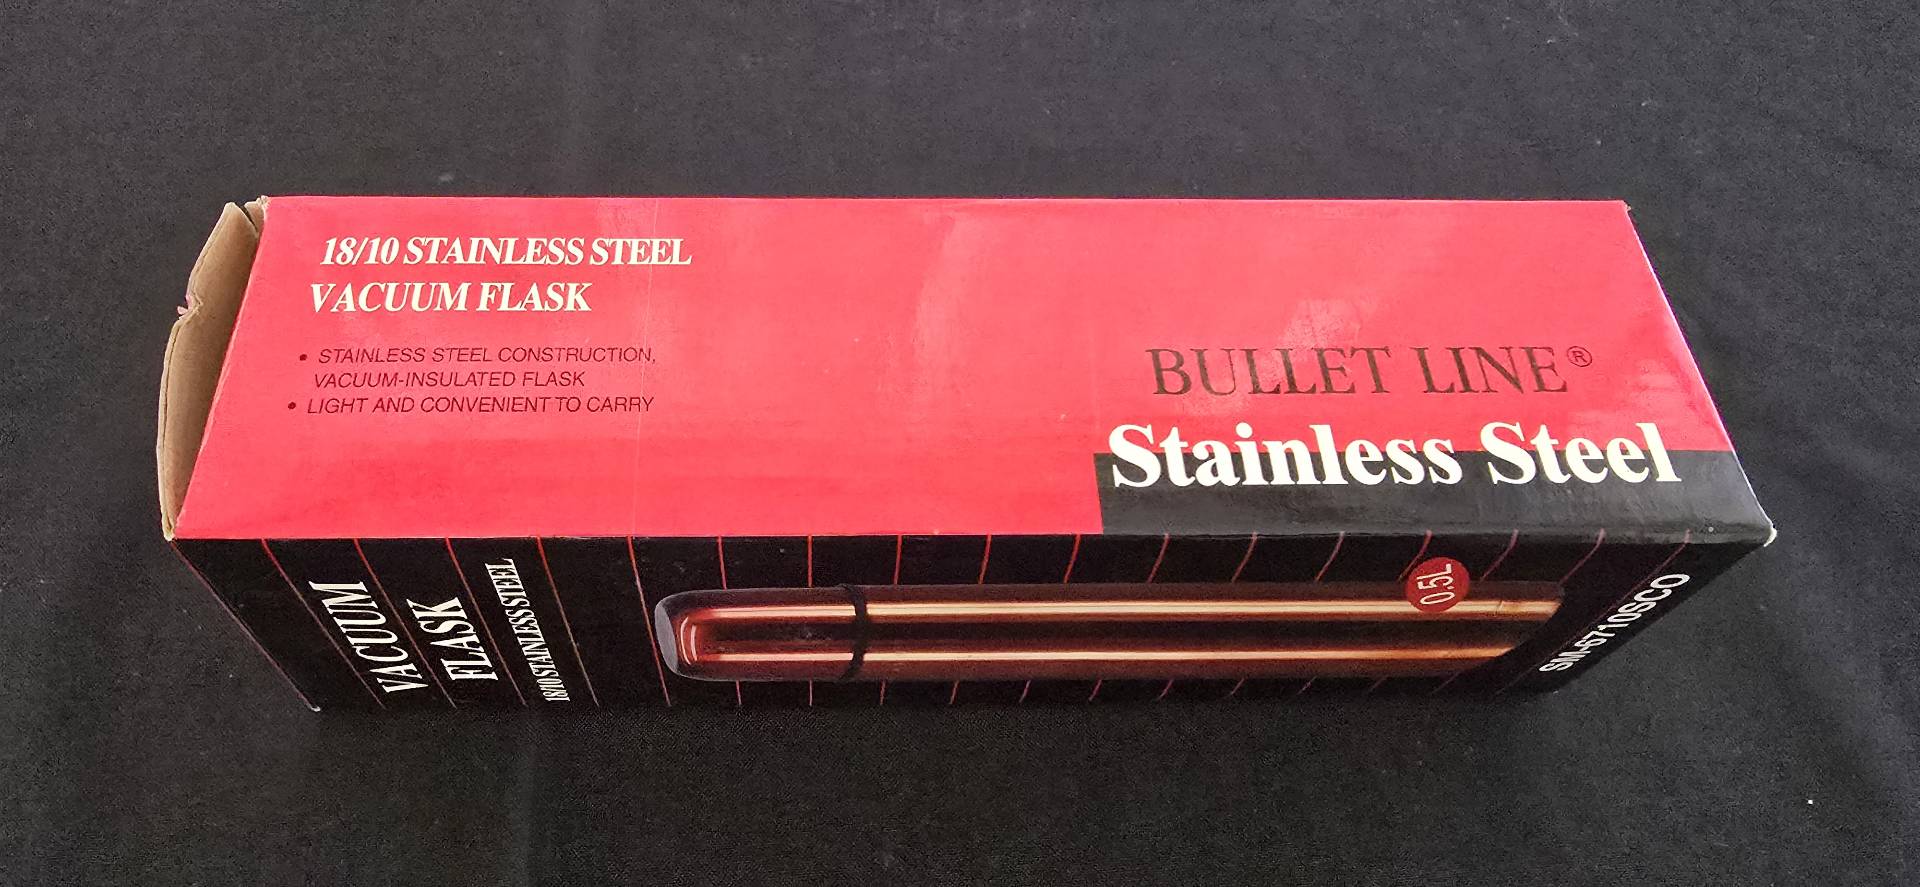 18/10 STAINLESS STEEL
VACUUM FLASK
• STAINLESS STEEL CONSTRUCTION,
VACUUM-INSULATED FLASK
• LIGHT AND CONVENIENT TO CARRY
BULLET LINE®
Stainless Steel
VACUUM
FLASK
18/10 STAINLESS STEEL
0.5L
SM-6710SCO